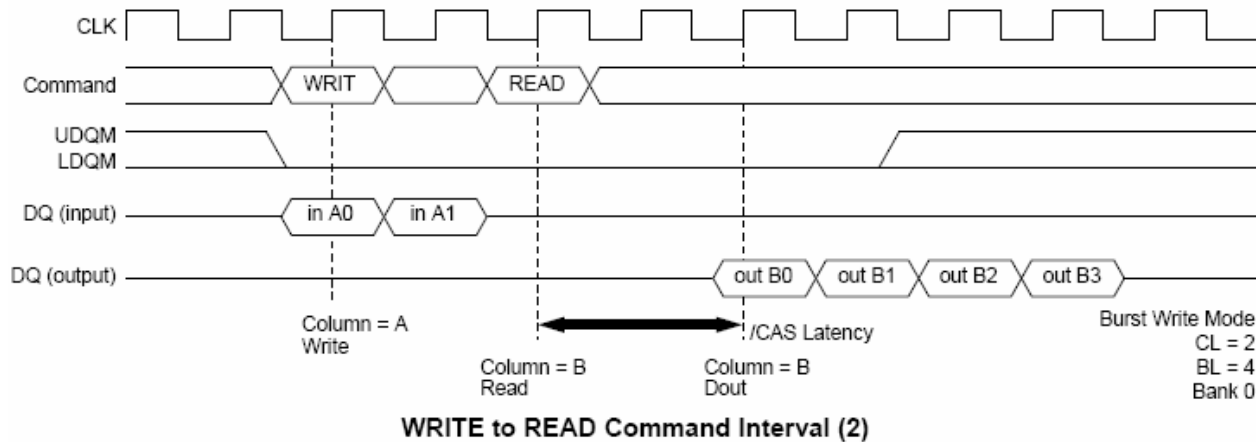 CLK
Command
WRIT
READ
UDQM
LDQM
DQ (input)
in A0
in A1
DQ (output)
out B0
out B1
out B2
out B3
Column = A
Write
/CAS Latency
Column = B
Read
Column = B
Dout
Burst Write Mode
CL = 2
BL = 4
Bank 0
WRITE to READ Command Interval (2)